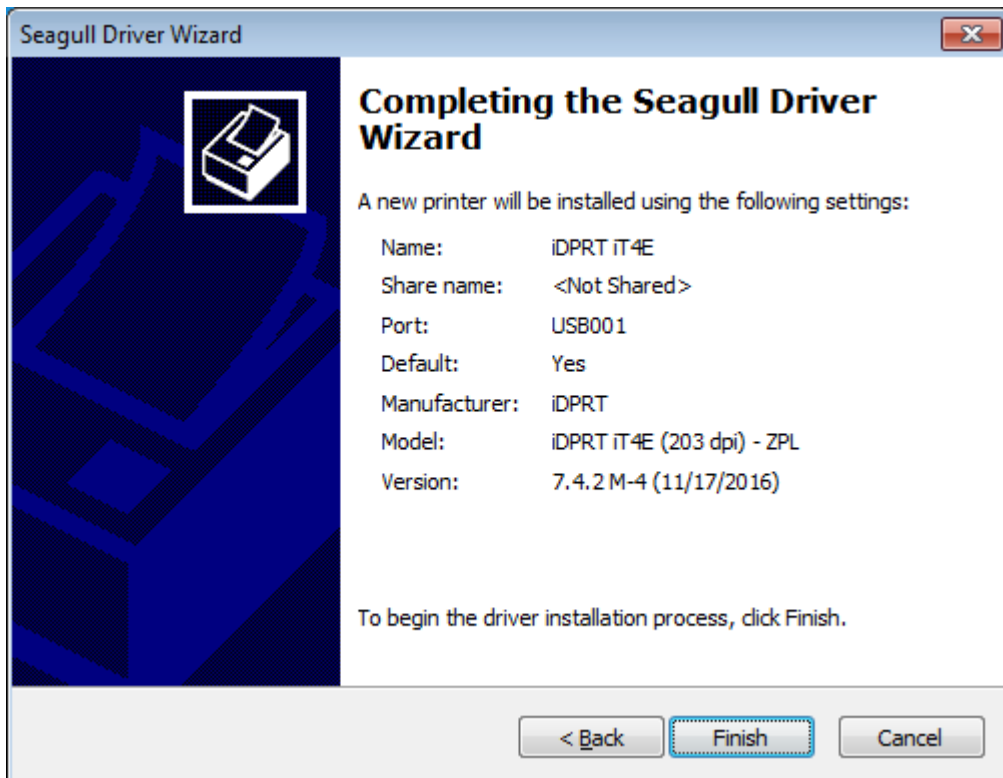 Seagull Driver Wizard
Completing the Seagull Driver
Wizard
A new printer will be installed using the following settings:
Name: iDPRT iT4E
Share name: <Not Shared>
Port: USB001
Default: Yes
Manufacturer: iDPRT
Model: iDPRT iT4E (203 dpi) - ZPL
Version: 7.4.2 M-4 (11/17/2016)
To begin the driver installation process, click Finish.
< Back Finish Cancel